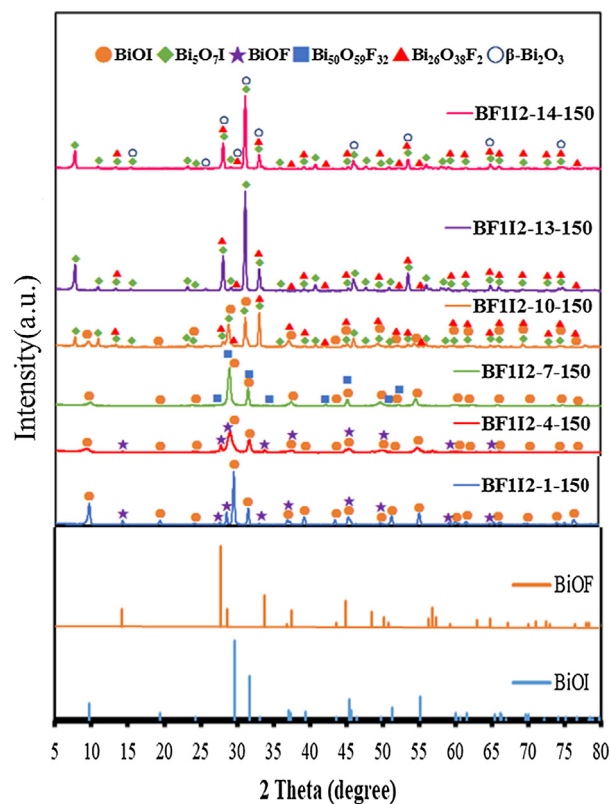 BiOI Bi₅O₇I BiOF Bi₅₀O₅₉F₃₂ Bi₂₆O₃₈F₂ β-Bi₂O₃
BF1I2-14-150
BF1I2-13-150
BF1I2-10-150
BF1I2-7-150
BF1I2-4-150
BF1I2-1-150
Intensity(a.u.)
BiOF
BiOI
5 10 15 20 25 30 35 40 45 50 55 60 65 70 75 80
2 Theta (degree)